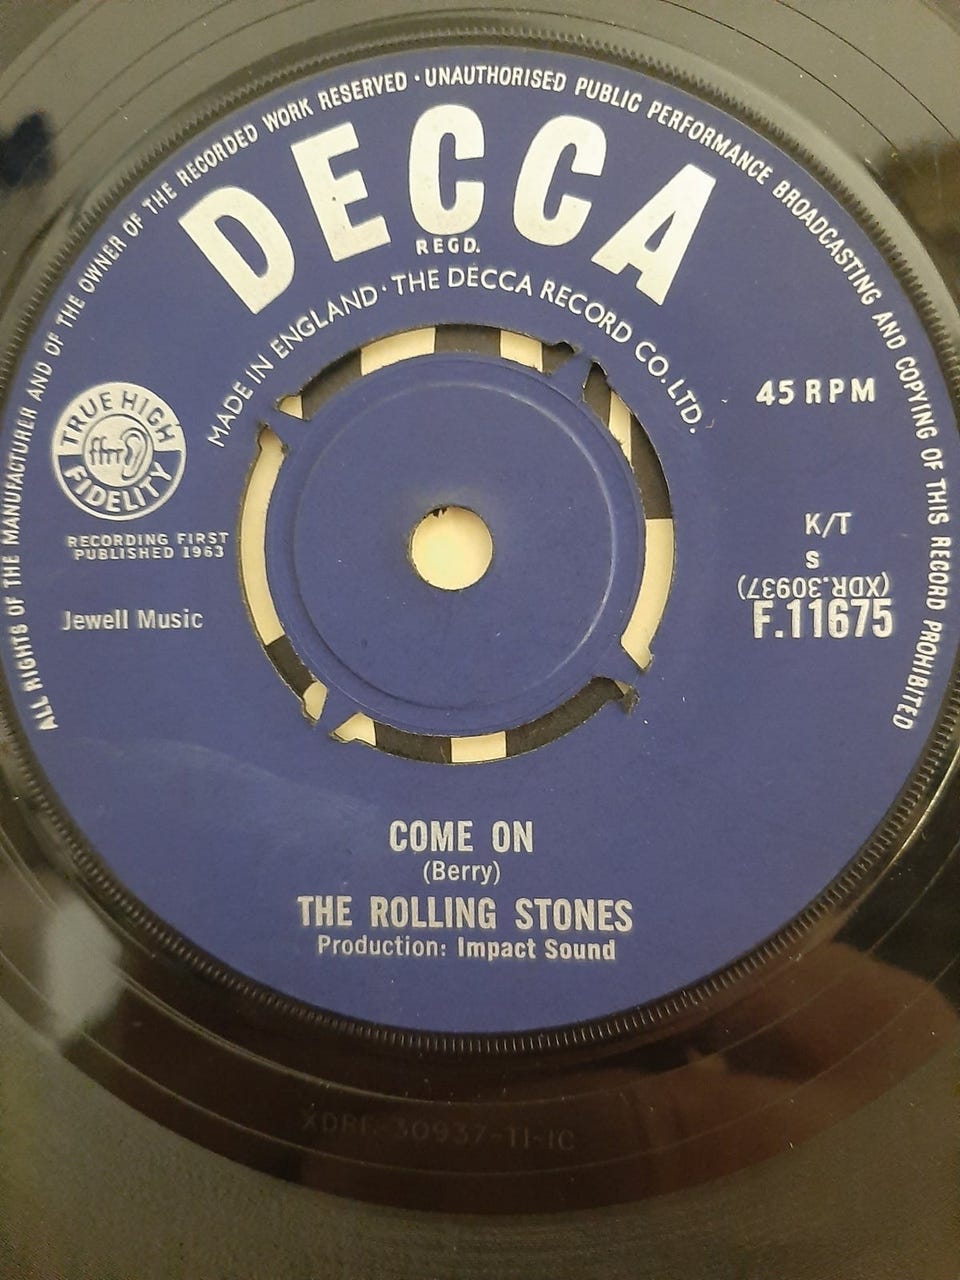 ALL RIGHTS OF THE MANUFACTURER AND OF THE OWNER OF THE RECORDED WORK RESERVED · UNAUTHORISED PUBLIC PERFORMANCE BROADCASTING AND COPYING OF THIS RECORD PROHIBITED
DECCA
REGD.
MADE IN ENGLAND · THE DECCA RECORD CO. LTD.
TRUE HIGH
ffrr
FIDELITY
RECORDING FIRST
PUBLISHED 1963
Jewell Music
45 RPM
K/T
S
(XDR.30937)
F.11675
COME ON
(Berry)
THE ROLLING STONES
Production: Impact Sound